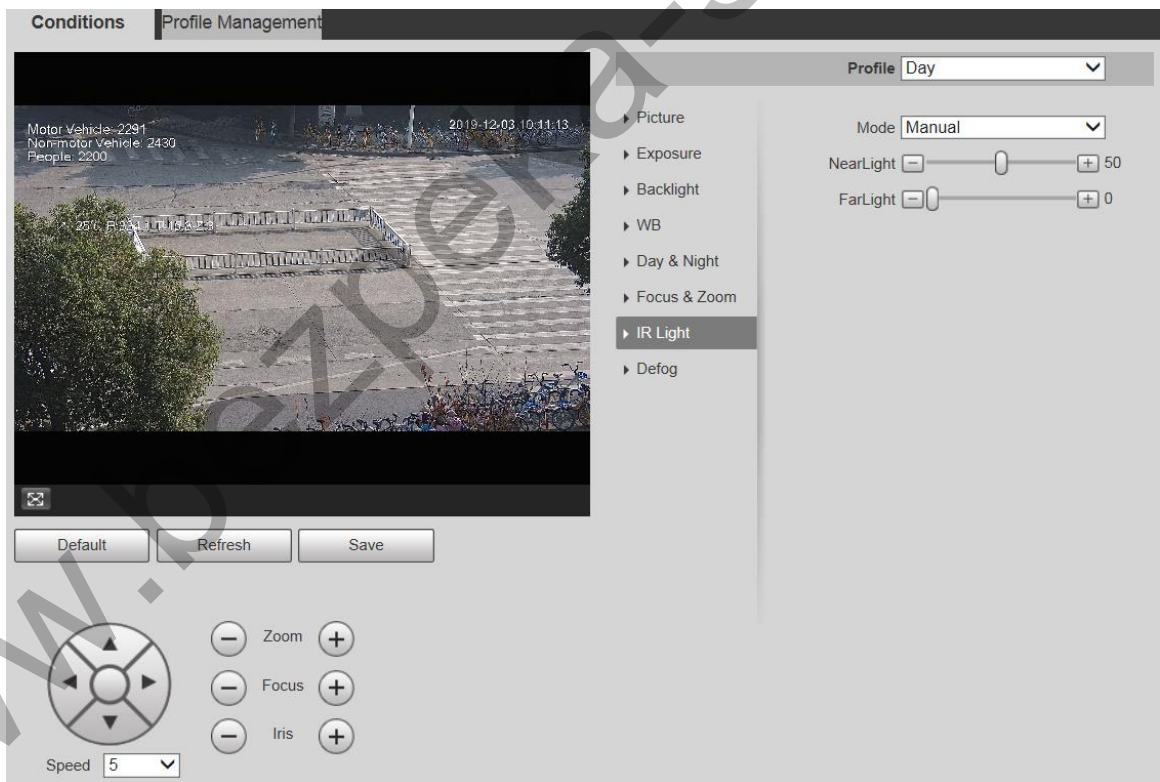 Conditions
Profile Management
Profile Day
Motor Vehicle: 2291
Non-motor Vehicle: 2430
People: 2200
2019-12-03 10:11:13
25℃
Picture
Exposure
Backlight
WB
Day & Night
Focus & Zoom
IR Light
Defog
Mode Manual
NearLight 50
FarLight 0
Default
Refresh
Save
Zoom
Focus
Iris
Speed 5